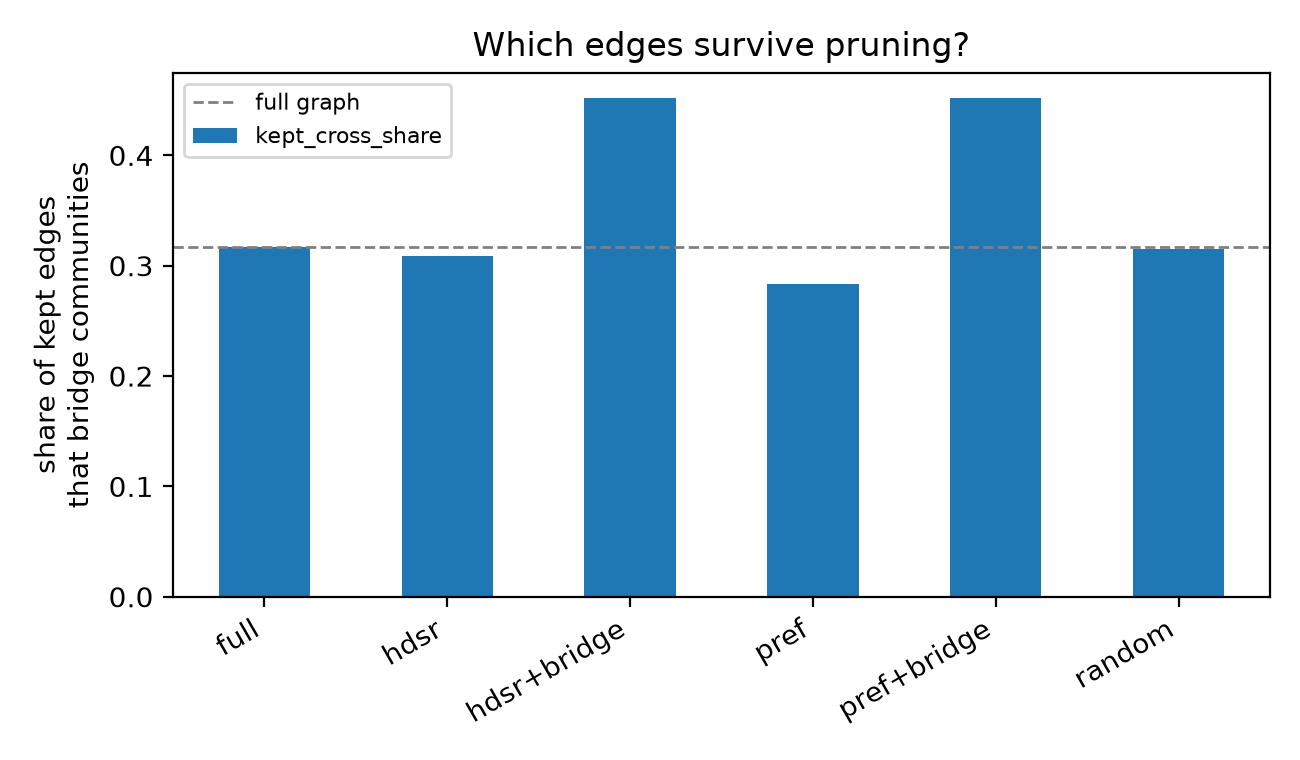 Which edges survive pruning?
full graph
kept_cross_share
share of kept edges
that bridge communities
0.4
0.3
0.2
0.1
0.0
full
hdsr
hdsr+bridge
pref
pref+bridge
random